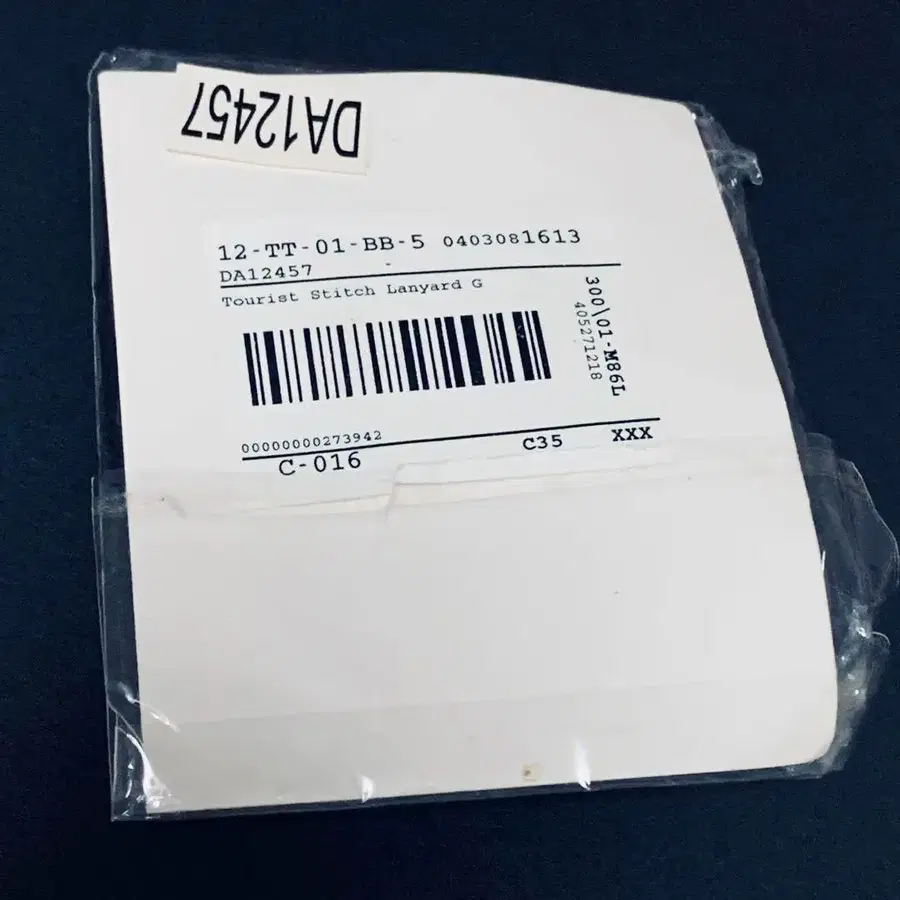 DA12457
12-TT-01-BB-5 0403081613
DA12457 -
Tourist Stitch Lanyard G
300\01-M86L
405271218
00000000273942
C-016 C35 XXX